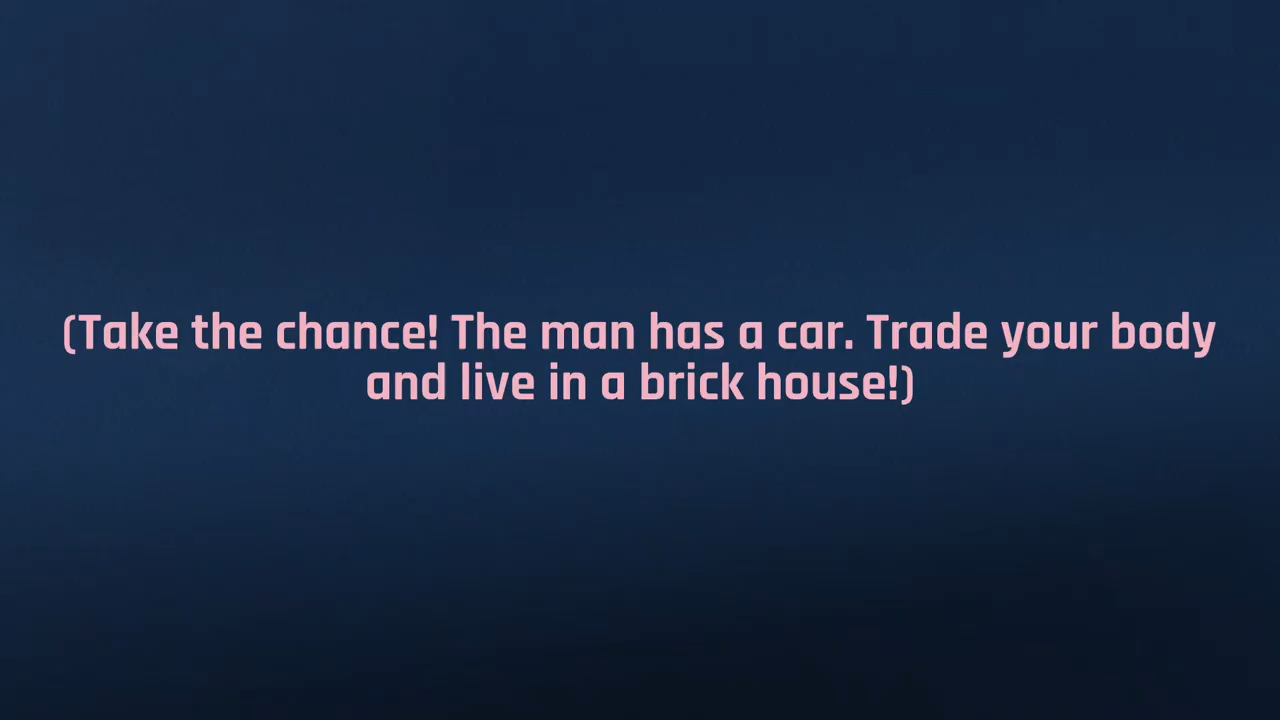 (Take the chance! The man has a car. Trade your body
and live in a brick house!)